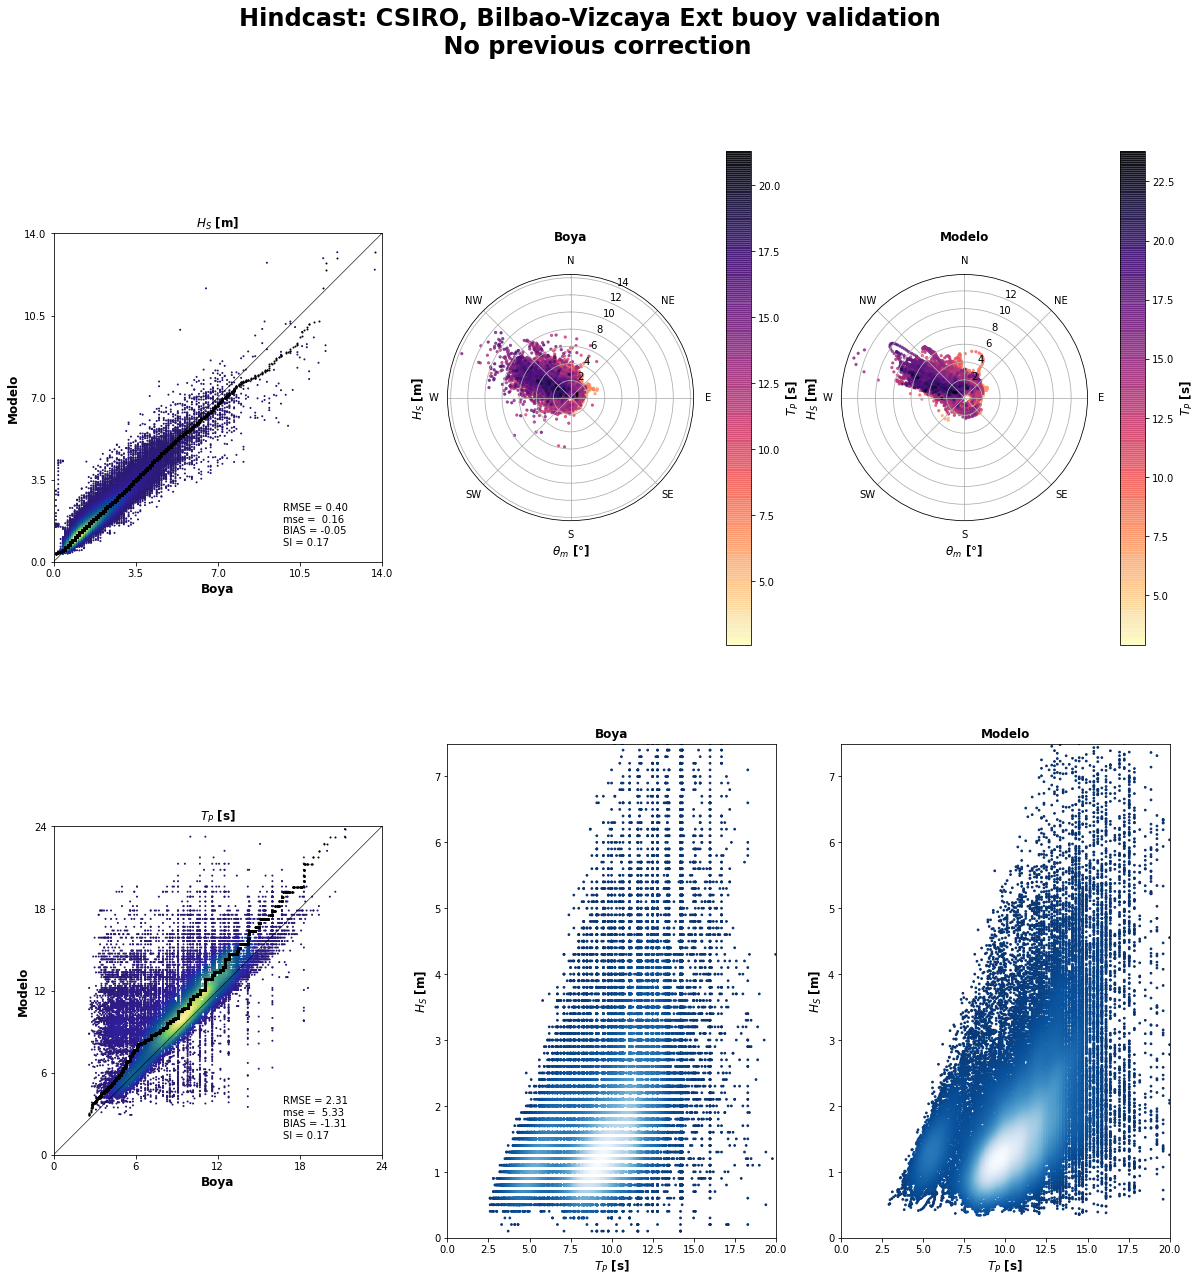 Hindcast: CSIRO, Bilbao-Vizcaya Ext buoy validation
No previous correction
H_S [m]
14.0
10.5
7.0
3.5
0.0
Modelo
RMSE = 0.40
mse = 0.16
BIAS = -0.05
SI = 0.17
0.0 3.5 7.0 10.5 14.0
Boya
Boya
N
NW
NE
W
E
SW
SE
S
14
12
10
8
6
4
2
H_S [m]
θ_m [°]
20.0
17.5
15.0
12.5
10.0
7.5
5.0
T_P [s]
Modelo
N
NW
NE
W
E
SW
SE
S
12
10
8
6
4
2
H_S [m]
θ_m [°]
22.5
20.0
17.5
15.0
12.5
10.0
7.5
5.0
T_P [s]
T_P [s]
24
18
12
6
0
Modelo
RMSE = 2.31
mse = 5.33
BIAS = -1.31
SI = 0.17
0 6 12 18 24
Boya
Boya
7
6
5
4
3
2
1
0
H_S [m]
0.0 2.5 5.0 7.5 10.0 12.5 15.0 17.5 20.0
T_P [s]
Modelo
7
6
5
4
3
2
1
0
H_S [m]
0.0 2.5 5.0 7.5 10.0 12.5 15.0 17.5 20.0
T_P [s]